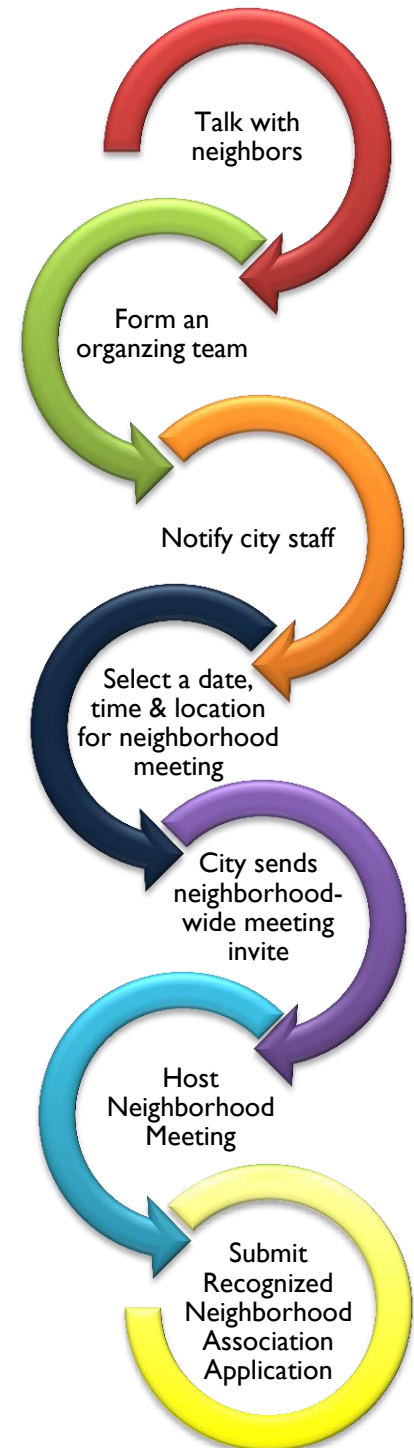 Talk with
neighbors
Form an
organzing team
Notify city staff
Select a date,
time & location
for neighborhood
meeting
City sends
neighborhood-
wide meeting
invite
Host
Neighborhood
Meeting
Submit
Recognized
Neighborhood
Association
Application